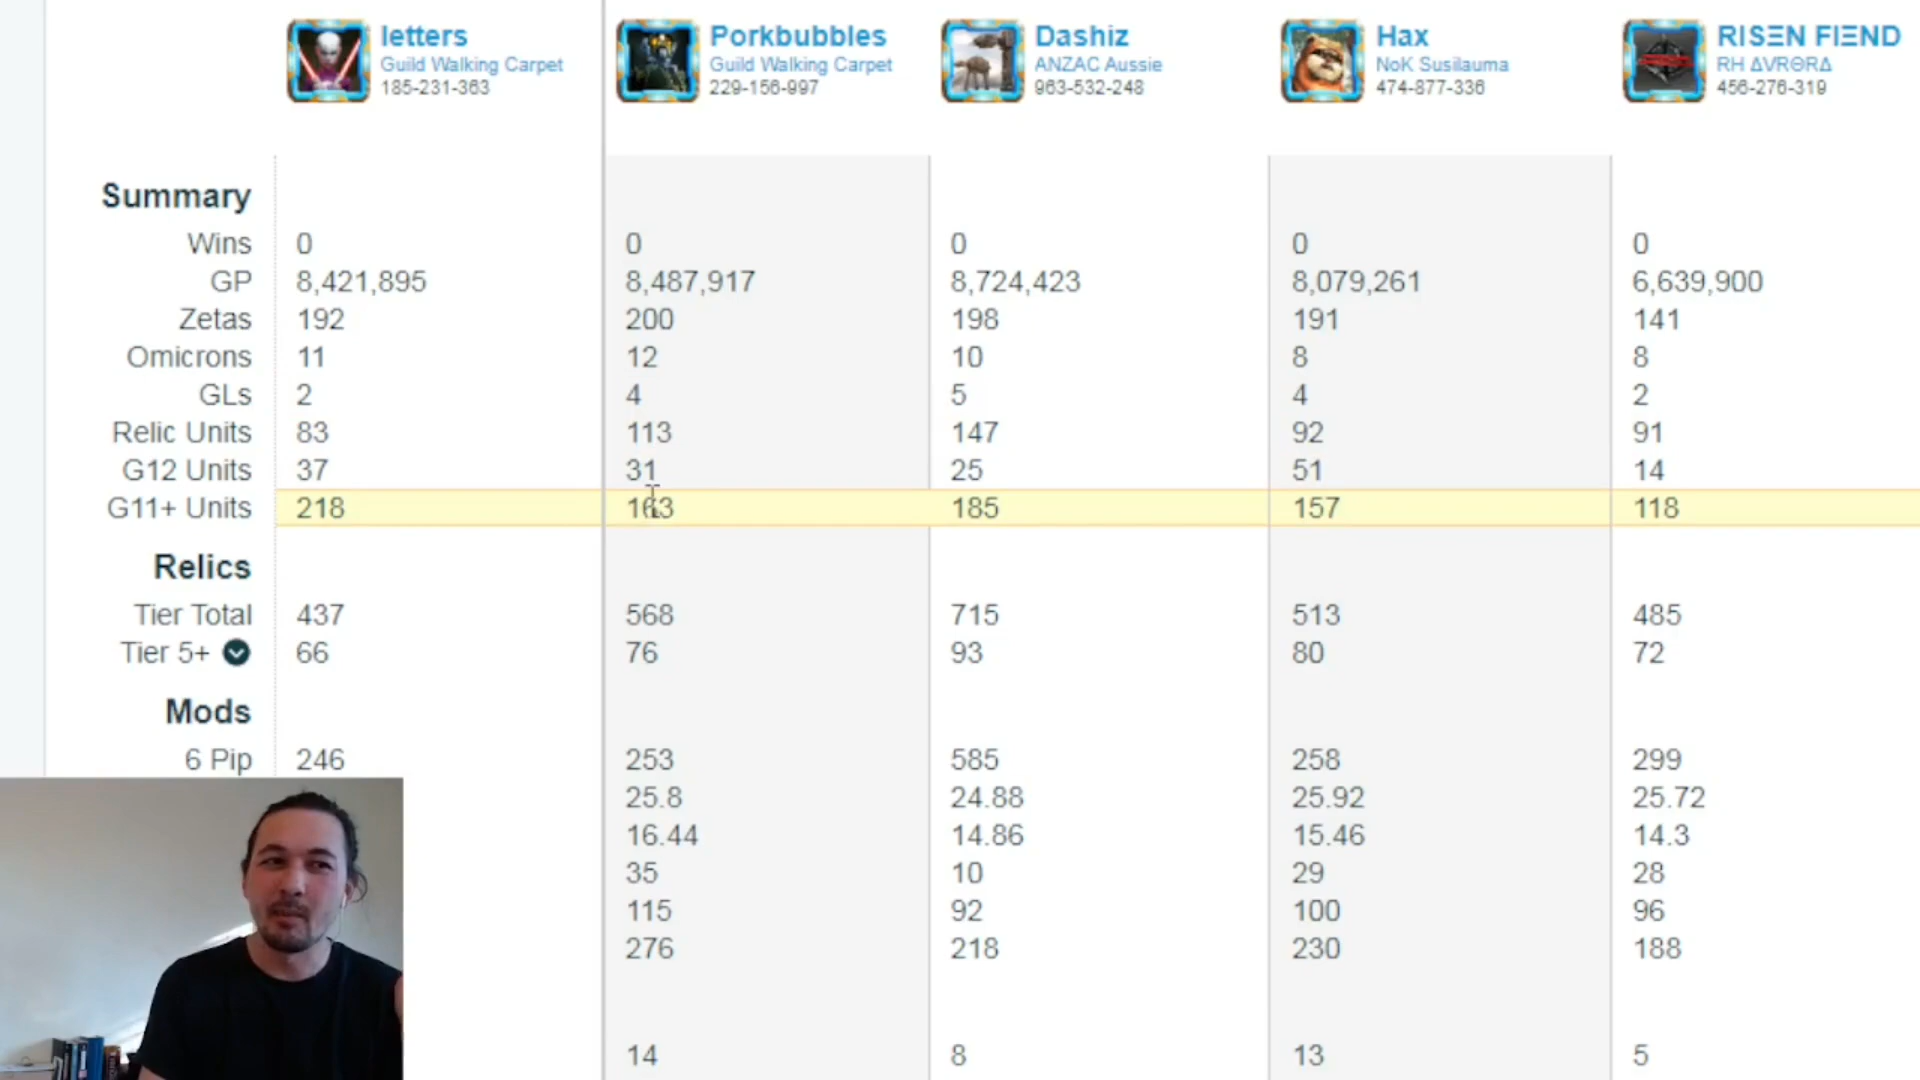 letters
Guild Walking Carpet
185-231-363
Porkbubbles
Guild Walking Carpet
229-156-997
Dashiz
ANZAC Aussie
963-532-248
Hax
NoK Susilauma
474-877-336
RISΞN FIΞND
RH ΔVRΘRΔ
456-276-319
Summary
Wins 0 0 0 0 0
GP 8,421,895 8,487,917 8,724,423 8,079,261 6,639,900
Zetas 192 200 198 191 141
Omicrons 11 12 10 8 8
GLs 2 4 5 4 2
Relic Units 83 113 147 92 91
G12 Units 37 31 25 51 14
G11+ Units 218 163 185 157 118
Relics
Tier Total 437 568 715 513 485
Tier 5+ 66 76 93 80 72
Mods
6 Pip 246 253 585 258 299
25.8 24.88 25.92 25.72
16.44 14.86 15.46 14.3
35 10 29 28
115 92 100 96
276 218 230 188
14 8 13 5